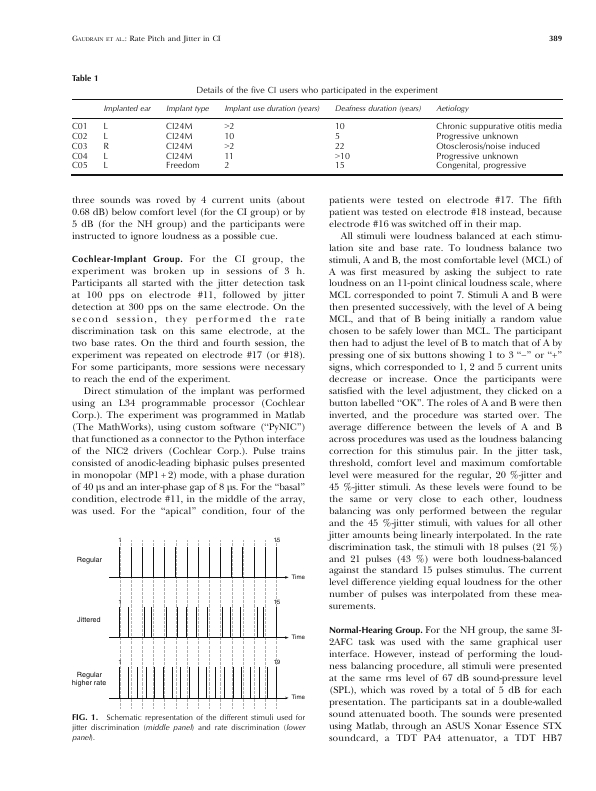 GAUDRAIN ET AL.: Rate Pitch and Jitter in CI 389
Table 1
Details of the five CI users who participated in the experiment
Implanted ear Implant type Implant use duration (years) Deafness duration (years) Aetiology
C01 L CI24M >2 10 Chronic suppurative otitis media
C02 L CI24M 10 5 Progressive unknown
C03 R CI24M >2 22 Otosclerosis/noise induced
C04 L CI24M 11 >10 Progressive unknown
C05 L Freedom 2 15 Congenital, progressive
three sounds was roved by 4 current units (about
0.68 dB) below comfort level (for the CI group) or by
5 dB (for the NH group) and the participants were
instructed to ignore loudness as a possible cue.
Cochlear-Implant Group. For the CI group, the
experiment was broken up in sessions of 3 h.
Participants all started with the jitter detection task
at 100 pps on electrode #11, followed by jitter
detection at 300 pps on the same electrode. On the
second session, they performed the rate
discrimination task on this same electrode, at the
two base rates. On the third and fourth session, the
experiment was repeated on electrode #17 (or #18).
For some participants, more sessions were necessary
to reach the end of the experiment.
Direct stimulation of the implant was performed
using an L34 programmable processor (Cochlear
Corp.). The experiment was programmed in Matlab
(The MathWorks), using custom software (“PyNIC”)
that functioned as a connector to the Python interface
of the NIC2 drivers (Cochlear Corp.). Pulse trains
consisted of anodic-leading biphasic pulses presented
in monopolar (MP1+2) mode, with a phase duration
of 40 μs and an inter-phase gap of 8 μs. For the “basal”
condition, electrode #11, in the middle of the array,
was used. For the “apical” condition, four of the
Regular
1 15
Time
Jittered
1 15
Time
Regular
higher rate
1 19
Time
FIG. 1. Schematic representation of the different stimuli used for
jitter discrimination (middle panel) and rate discrimination (lower
panel).
patients were tested on electrode #17. The fifth
patient was tested on electrode #18 instead, because
electrode #16 was switched off in their map.
All stimuli were loudness balanced at each stimu-
lation site and base rate. To loudness balance two
stimuli, A and B, the most comfortable level (MCL) of
A was first measured by asking the subject to rate
loudness on an 11-point clinical loudness scale, where
MCL corresponded to point 7. Stimuli A and B were
then presented successively, with the level of A being
MCL, and that of B being initially a random value
chosen to be safely lower than MCL. The participant
then had to adjust the level of B to match that of A by
pressing one of six buttons showing 1 to 3 “−” or “+”
signs, which corresponded to 1, 2 and 5 current units
decrease or increase. Once the participants were
satisfied with the level adjustment, they clicked on a
button labelled “OK”. The roles of A and B were then
inverted, and the procedure was started over. The
average difference between the levels of A and B
across procedures was used as the loudness balancing
correction for this stimulus pair. In the jitter task,
threshold, comfort level and maximum comfortable
level were measured for the regular, 20 %-jitter and
45 %-jitter stimuli. As these levels were found to be
the same or very close to each other, loudness
balancing was only performed between the regular
and the 45 %-jitter stimuli, with values for all other
jitter amounts being linearly interpolated. In the rate
discrimination task, the stimuli with 18 pulses (21 %)
and 21 pulses (43 %) were both loudness-balanced
against the standard 15 pulses stimulus. The current
level difference yielding equal loudness for the other
number of pulses was interpolated from these mea-
surements.
Normal-Hearing Group. For the NH group, the same 3I-
2AFC task was used with the same graphical user
interface. However, instead of performing the loud-
ness balancing procedure, all stimuli were presented
at the same rms level of 67 dB sound-pressure level
(SPL), which was roved by a total of 5 dB for each
presentation. The participants sat in a double-walled
sound attenuated booth. The sounds were presented
using Matlab, through an ASUS Xonar Essence STX
soundcard, a TDT PA4 attenuator, a TDT HB7